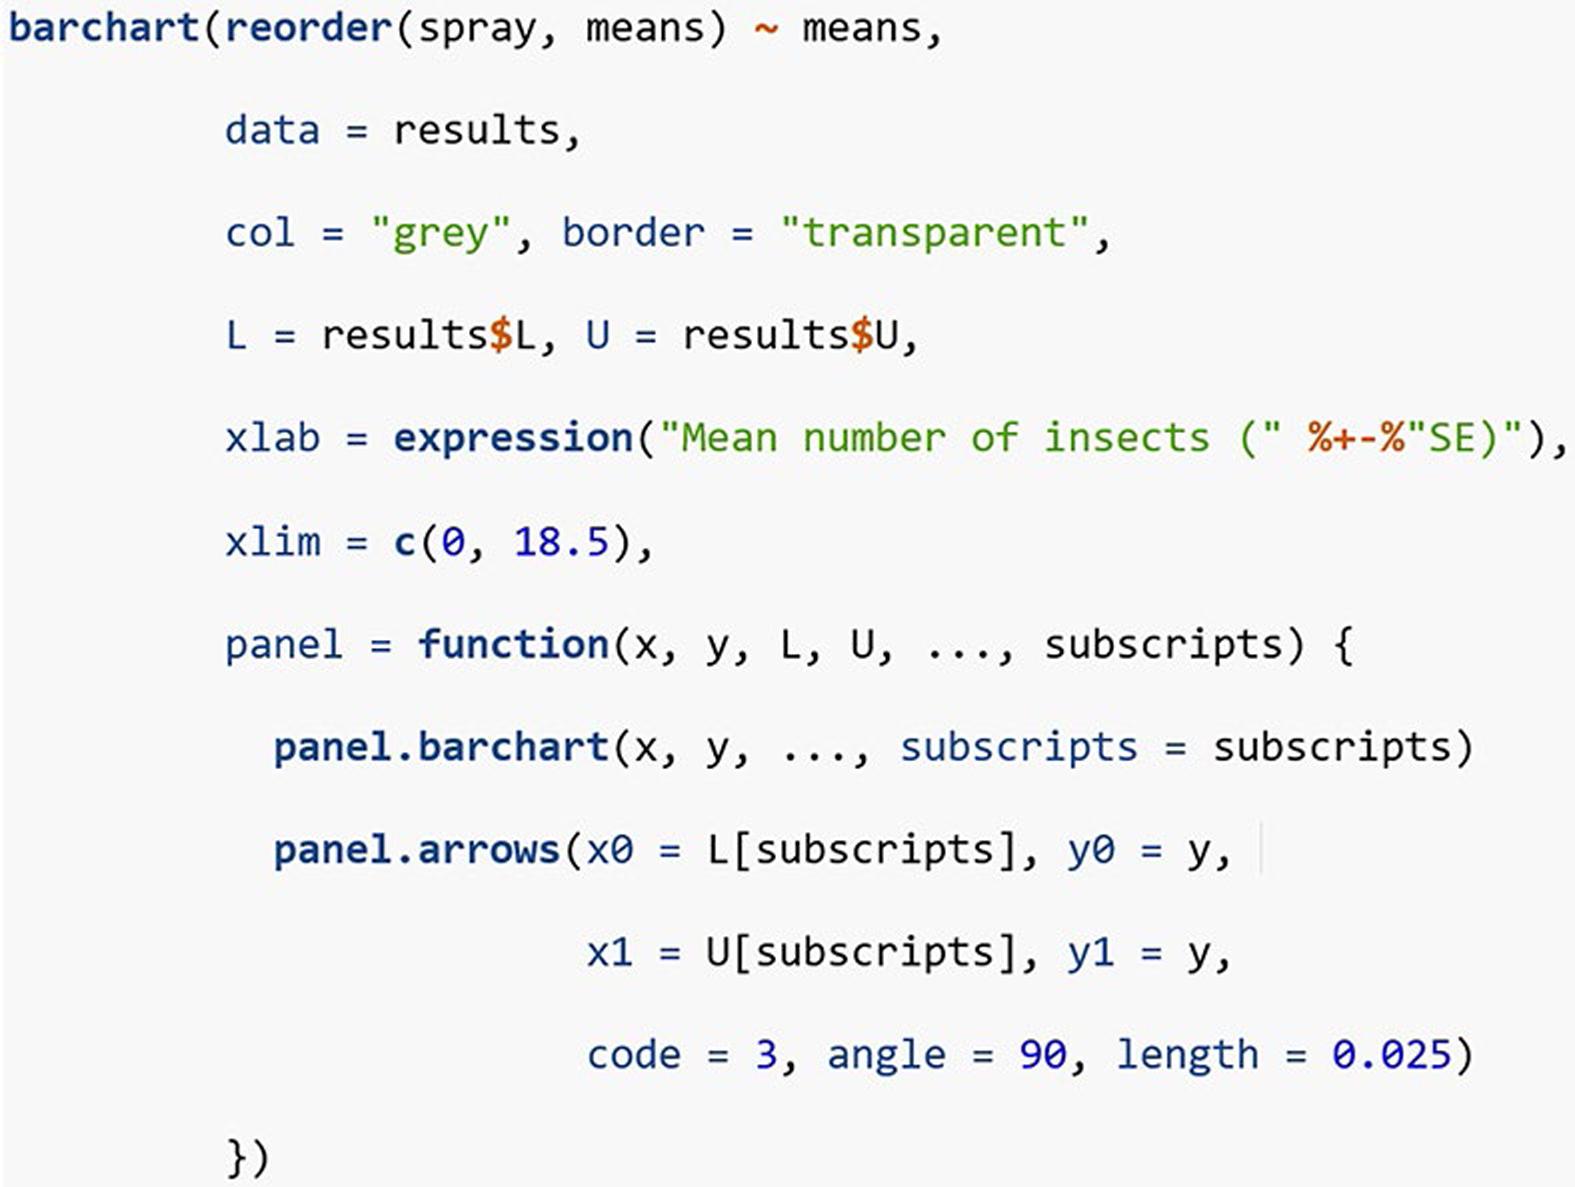 barchart(reorder(spray, means) ~ means,
data = results,
col = "grey", border = "transparent",
L = results$L, U = results$U,
xlab = expression("Mean number of insects (" %+-%"SE)"),
xlim = c(0, 18.5),
panel = function(x, y, L, U, ..., subscripts) {
panel.barchart(x, y, ..., subscripts = subscripts)
panel.arrows(x0 = L[subscripts], y0 = y,
x1 = U[subscripts], y1 = y,
code = 3, angle = 90, length = 0.025)
})